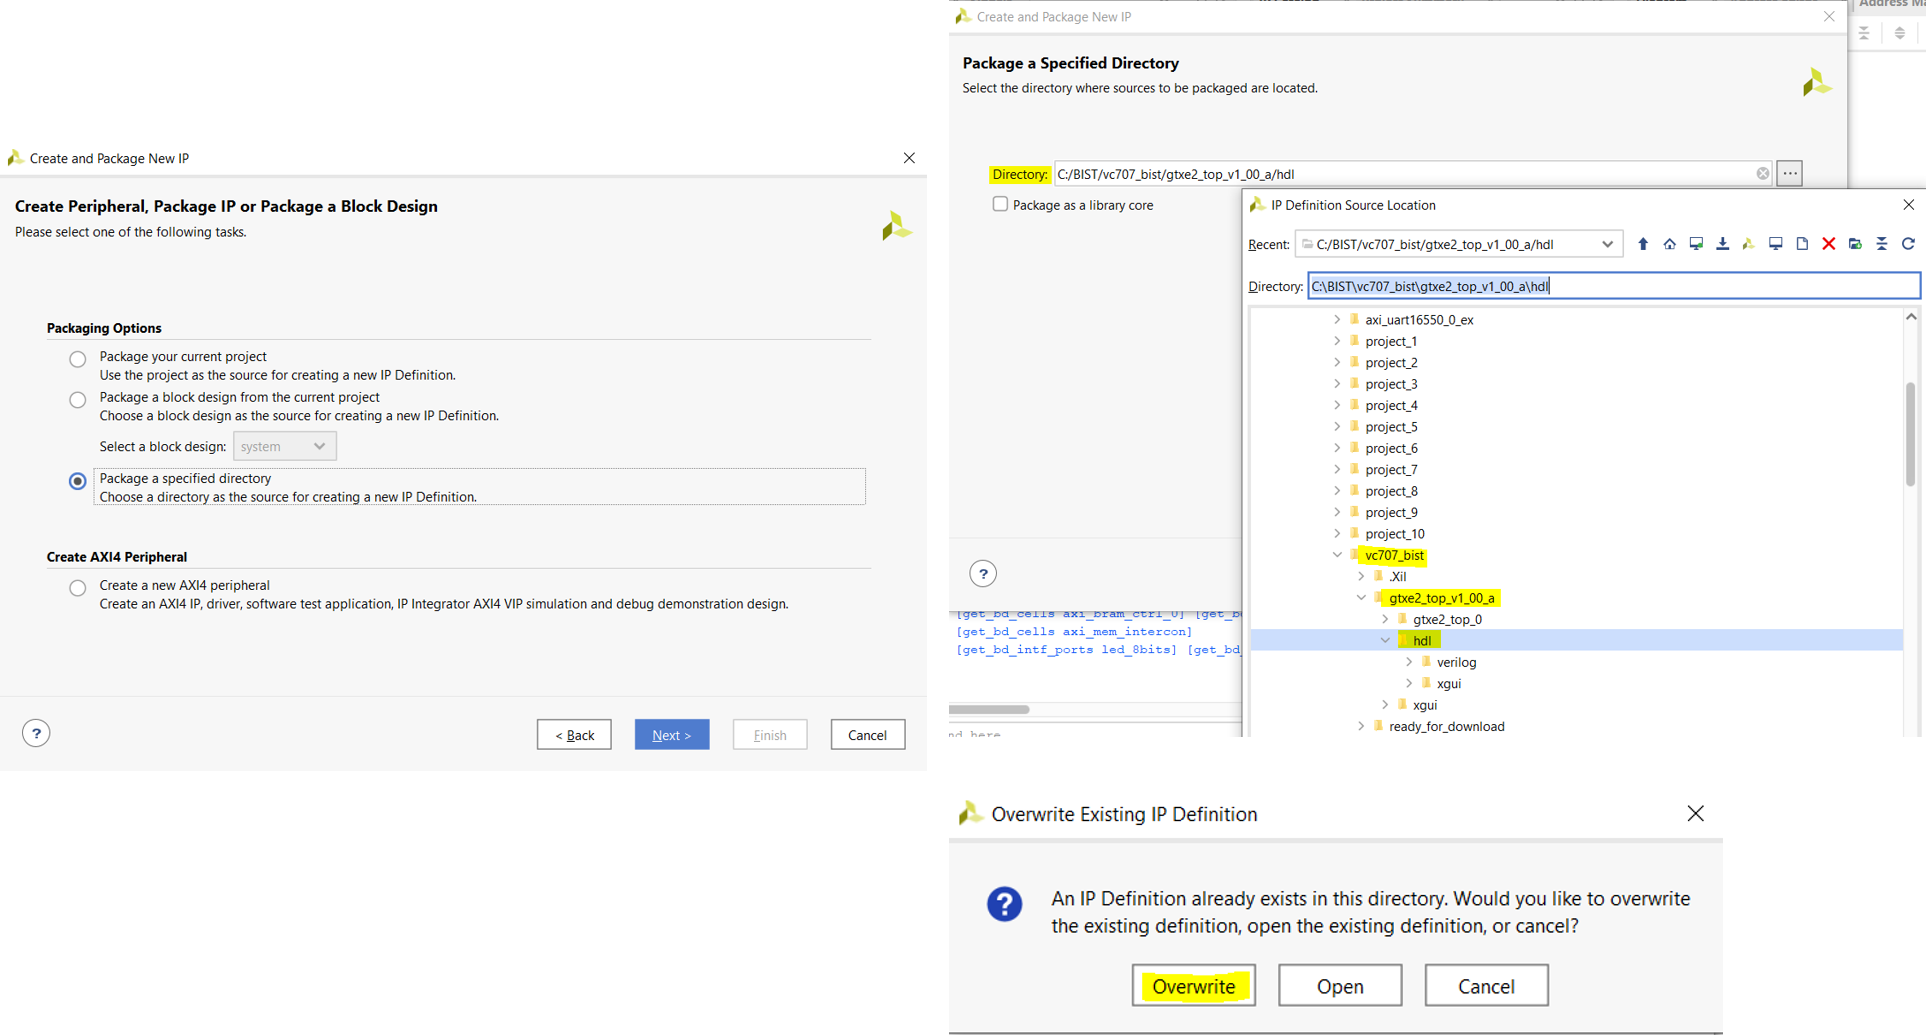 Create and Package New IP
Create Peripheral, Package IP or Package a Block Design
Please select one of the following tasks.
Packaging Options
Package your current project
Use the project as the source for creating a new IP Definition.
Package a block design from the current project
Choose a block design as the source for creating a new IP Definition.
Select a block design: system
Package a specified directory
Choose a directory as the source for creating a new IP Definition.
Create AXI4 Peripheral
Create a new AXI4 peripheral
Create an AXI4 IP, driver, software test application, IP Integrator AXI4 VIP simulation and debug demonstration design.
?
< Back
Next >
Finish
Cancel
Create and Package New IP
Address Ma
Package a Specified Directory
Select the directory where sources to be packaged are located.
Directory: C:/BIST/vc707_bist/gtxe2_top_v1_00_a/hdl
Package as a library core
?
[get_bd_cells axi_bram_ctrl_0] [get_b
[get_bd_cells axi_mem_intercon]
[get_bd_intf_ports led_8bits] [get_bd_
nd here
IP Definition Source Location
Recent: C:/BIST/vc707_bist/gtxe2_top_v1_00_a/hdl
Directory: C:\BIST\vc707_bist\gtxe2_top_v1_00_a\hdl
axi_uart16550_0_ex
project_1
project_2
project_3
project_4
project_5
project_6
project_7
project_8
project_9
project_10
vc707_bist
.Xil
gtxe2_top_v1_00_a
gtxe2_top_0
hdl
verilog
xgui
xgui
ready_for_download
Overwrite Existing IP Definition
An IP Definition already exists in this directory. Would you like to overwrite
the existing definition, open the existing definition, or cancel?
Overwrite
Open
Cancel